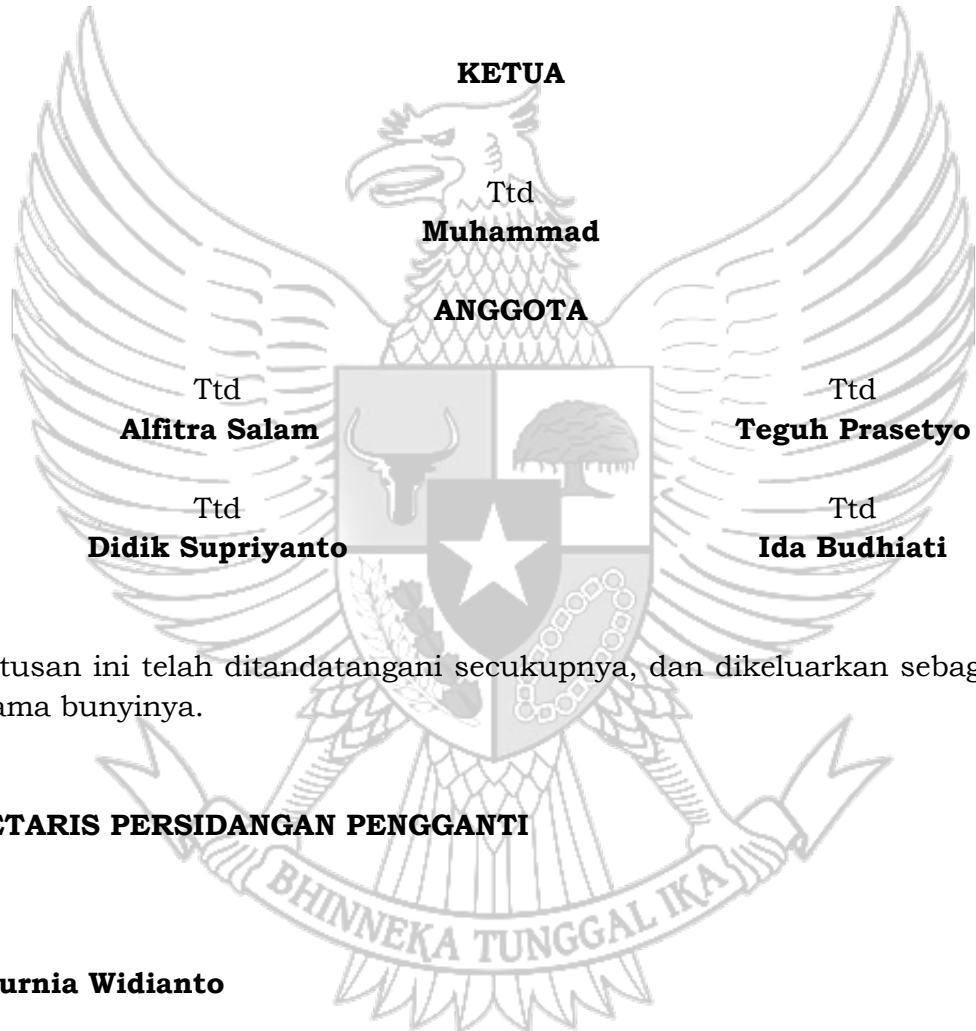 KETUA
Ttd
Muhammad
ANGGOTA
Ttd Ttd
Alfitra Salam Teguh Prasetyo
Ttd Ttd
Didik Supriyanto Ida Budhiati
tusan ini telah ditandatangani secukupnya, dan dikeluarkan sebag
ama bunyinya.
CTARIS PERSIDANGAN PENGGANTI
BHINNEKA TUNGGAL IKA
urnia Widianto